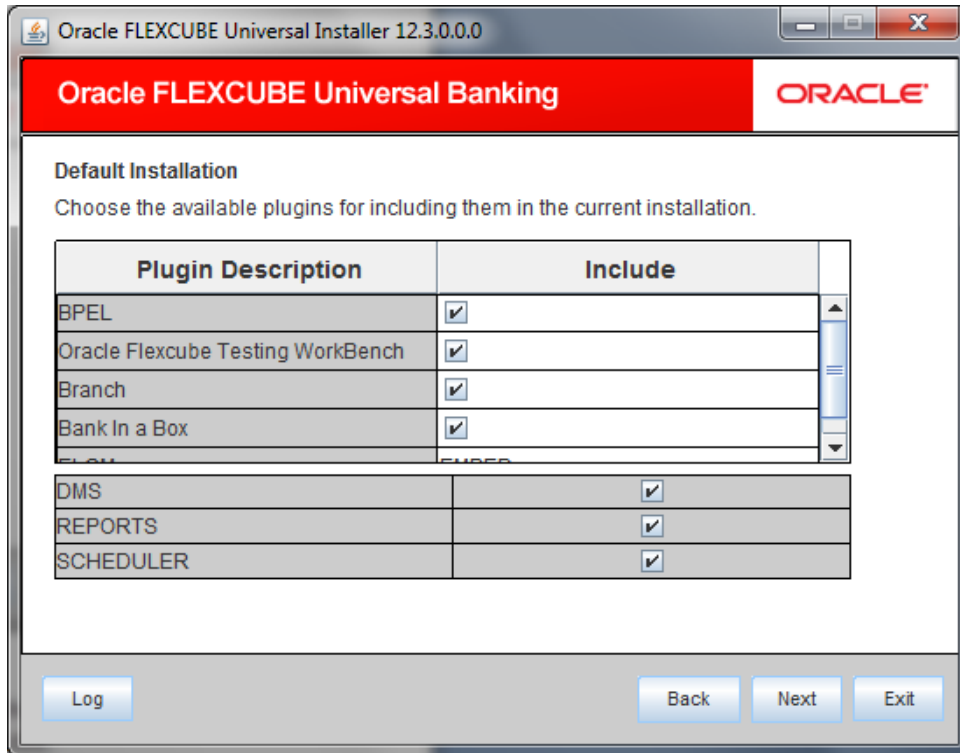 Oracle FLEXCUBE Universal Installer 12.3.0.0.0
Oracle FLEXCUBE Universal Banking
ORACLE
Default Installation
Choose the available plugins for including them in the current installation.
Plugin Description Include
BPEL
Oracle Flexcube Testing WorkBench
Branch
Bank In a Box
DMS
REPORTS
SCHEDULER
Log Back Next Exit